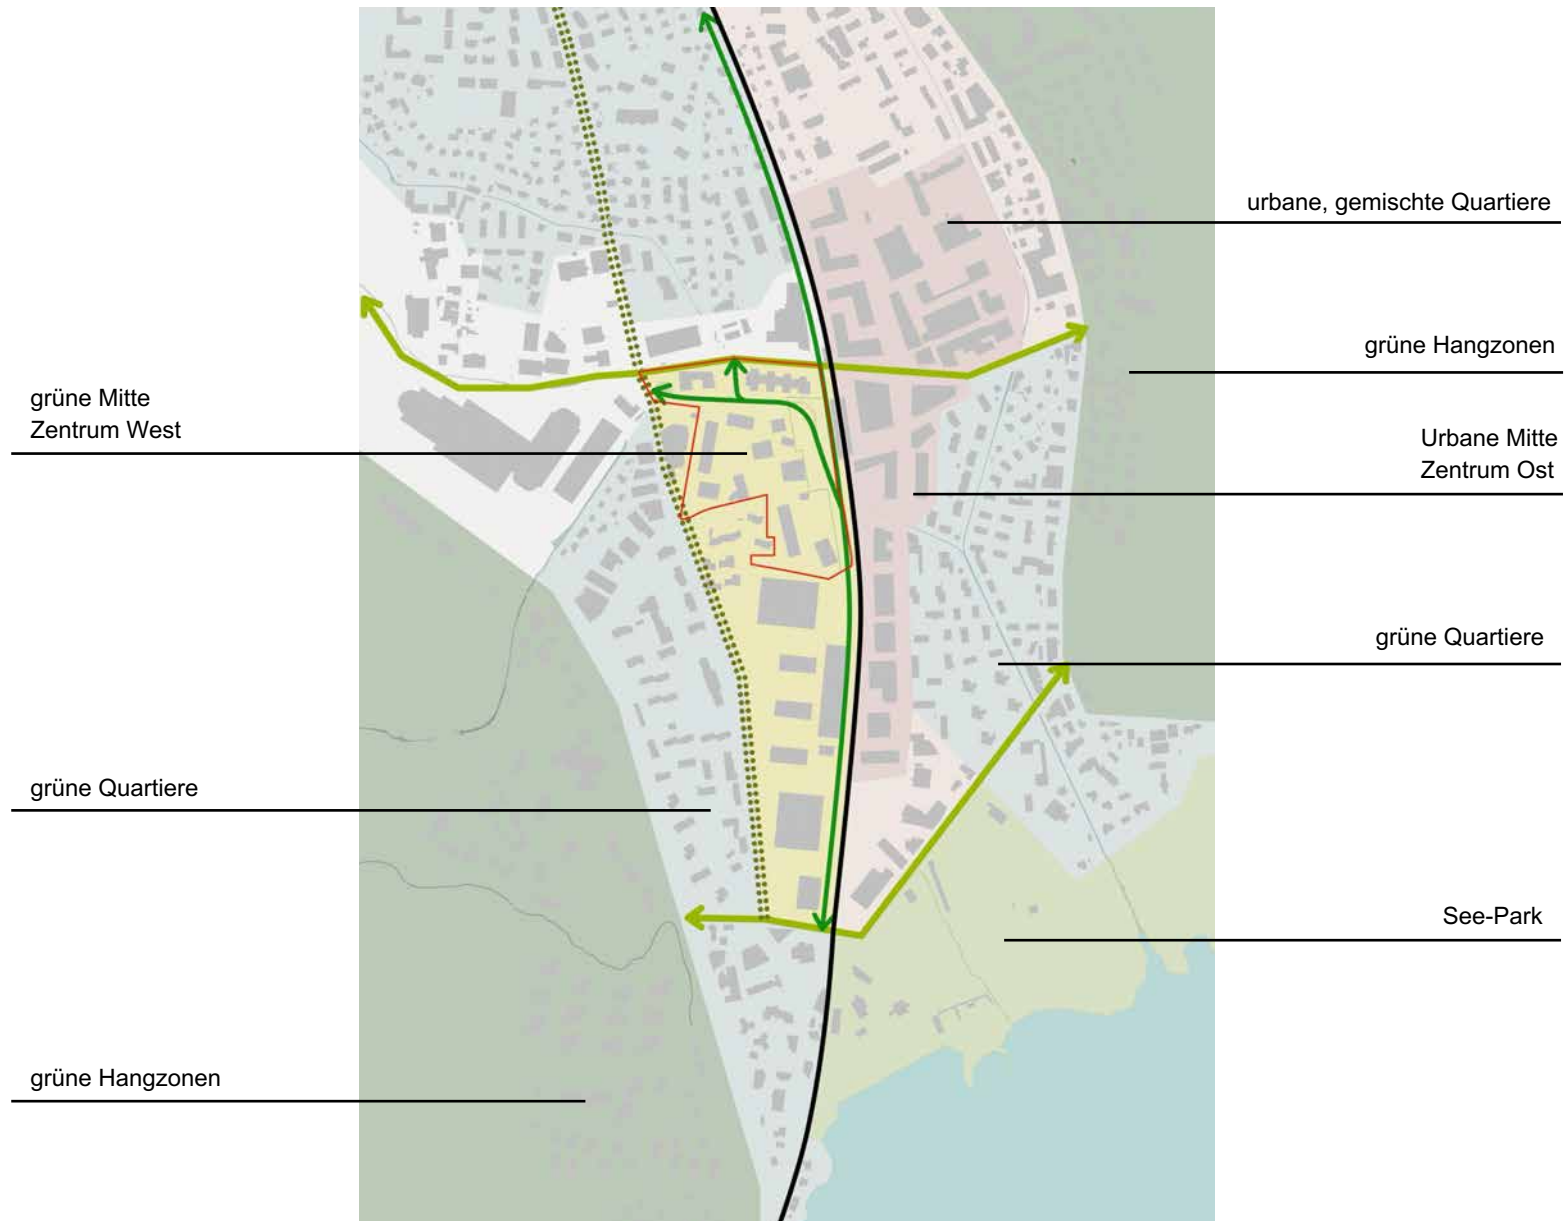 urbane, gemischte Quartiere
grüne Hangzonen
grüne Mitte
Zentrum West
Urbane Mitte
Zentrum Ost
grüne Quartiere
grüne Quartiere
See-Park
grüne Hangzonen